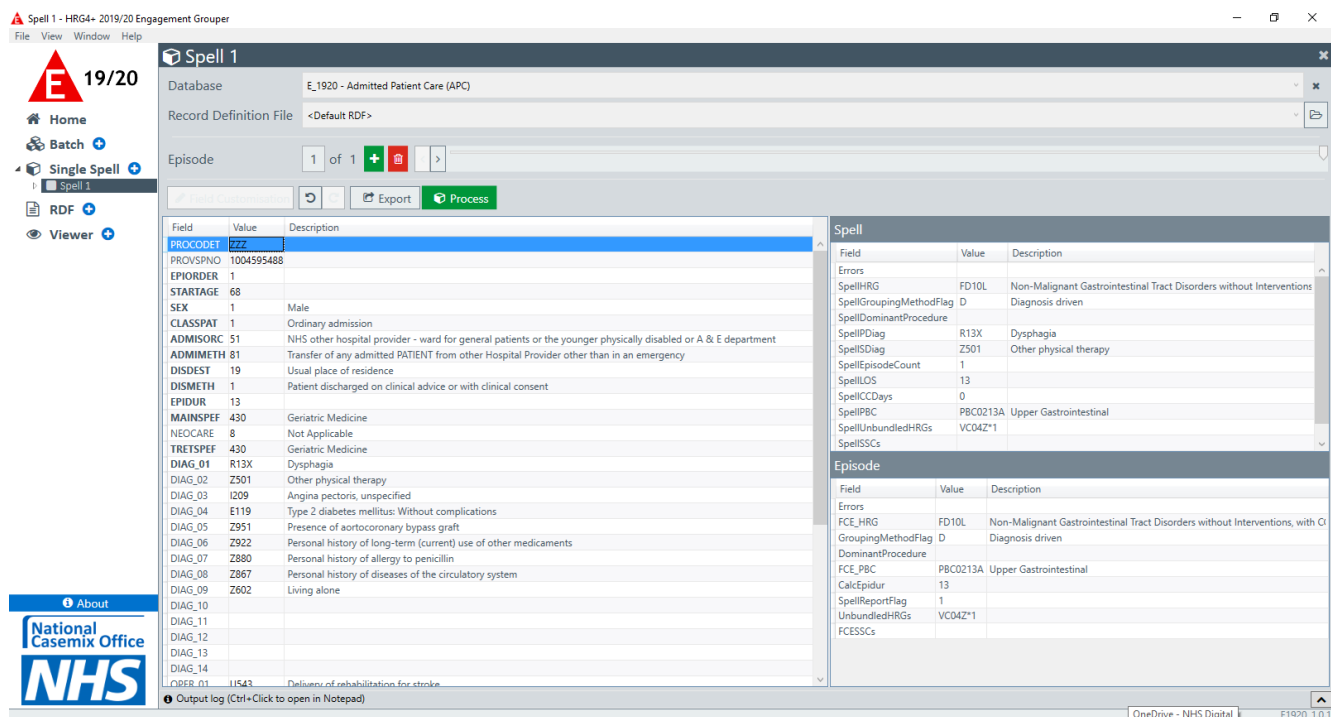 Spell 1 - HRG4+ 2019/20 Engagement Grouper
File View Window Help
E 19/20
Home
Batch
Single Spell
Spell 1
RDF
Viewer
About
National
Casemix Office
NHS
Spell 1
Database E_1920 - Admitted Patient Care (APC)
Record Definition File <Default RDF>
Episode 1 of 1
Export Process
Field Value Description
PROCODET ZZZ
PROVSPNO 1004595488
EPIORDER 1
STARTAGE 68
SEX 1 Male
CLASSPAT 1 Ordinary admission
ADMISORC 51 NHS other hospital provider - ward for general patients or the younger physically disabled or A & E department
ADMIMETH 81 Transfer of any admitted PATIENT from other Hospital Provider other than in an emergency
DISDEST 19 Usual place of residence
DISMETH 1 Patient discharged on clinical advice or with clinical consent
EPIDUR 13
MAINSPEF 430 Geriatric Medicine
NEOCARE 8 Not Applicable
TRETSPEF 430 Geriatric Medicine
DIAG_01 R13X Dysphagia
DIAG_02 Z501 Other physical therapy
DIAG_03 I209 Angina pectoris, unspecified
DIAG_04 E119 Type 2 diabetes mellitus: Without complications
DIAG_05 Z951 Presence of aortocoronary bypass graft
DIAG_06 Z922 Personal history of long-term (current) use of other medicaments
DIAG_07 Z880 Personal history of allergy to penicillin
DIAG_08 Z867 Personal history of diseases of the circulatory system
DIAG_09 Z602 Living alone
DIAG_10
DIAG_11
DIAG_12
DIAG_13
DIAG_14
OPER_01 U543 Delivery of rehabilitation for stroke
Spell
Field Value Description
Errors
SpellHRG FD10L Non-Malignant Gastrointestinal Tract Disorders without Interventions
SpellGroupingMethodFlag D Diagnosis driven
SpellDominantProcedure
SpellPDiag R13X Dysphagia
SpellSDiag Z501 Other physical therapy
SpellEpisodeCount 1
SpellLOS 13
SpellCCDays 0
SpellPBC PBC0213A Upper Gastrointestinal
SpellUnbundledHRGs VC04Z*1
SpellSSCs
Episode
Field Value Description
Errors
FCE_HRG FD10L Non-Malignant Gastrointestinal Tract Disorders without Interventions, with
GroupingMethodFlag D Diagnosis driven
DominantProcedure
FCE_PBC PBC0213A Upper Gastrointestinal
CalcEpidur 13
SpellReportFlag 1
UnbundledHRGs VC04Z*1
FCESSCs
Output log (Ctrl+Click to open in Notepad)
OneDrive - NHS Digital E1920 1.0.1